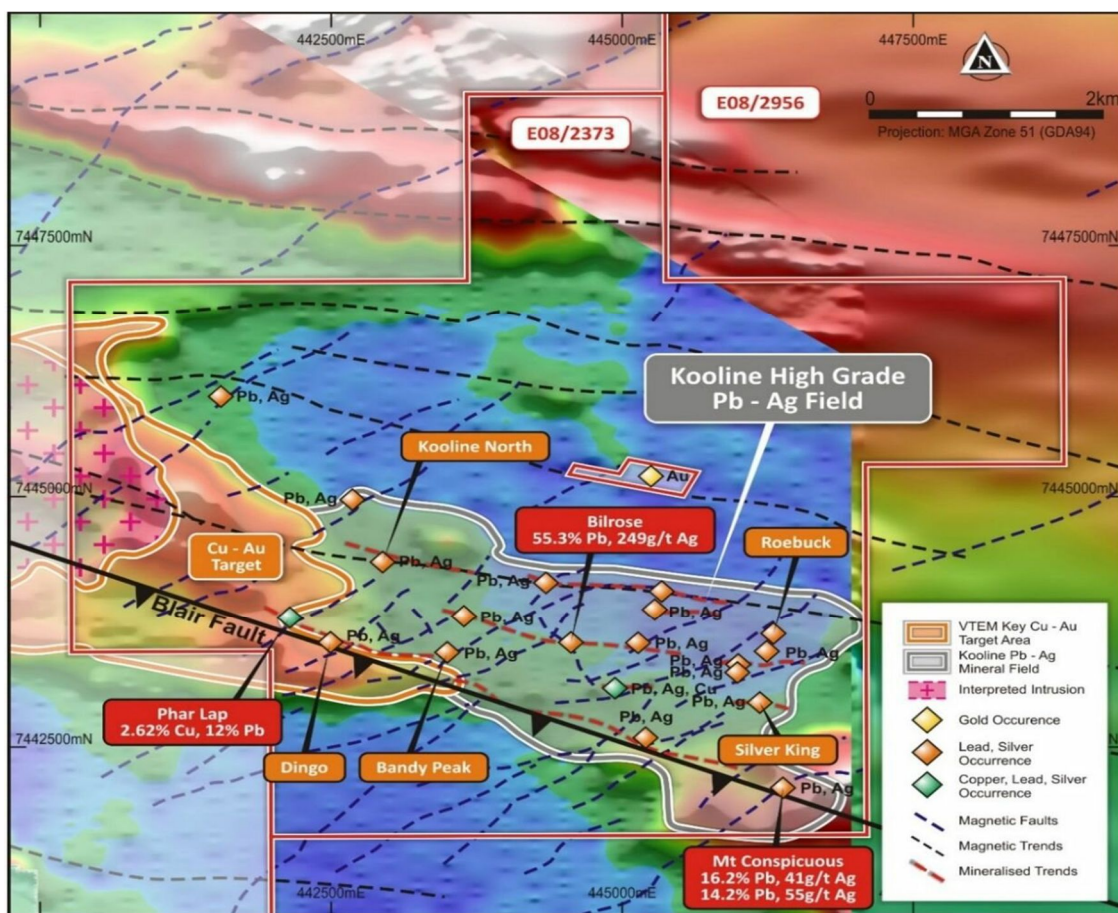 442500mE
445000mE
447500mE
N
E08/2956
E08/2373
0
2km
Projection: MGA Zone 51 (GDA94)
7447500mN
7447500mN
Kooline High Grade
Pb - Ag Field
Pb, Ag
Kooline North
Au
7445000mN
7445000mN
Pb, Ag
Bilrose
55.3% Pb, 249g/t Ag
Roebuck
Cu - Au
Target
Pb, Ag
Pb, Ag
Pb, Ag
Blair Fault
Pb, Ag
Pb, Ag
Pb, Ag
Pb, Ag
Pb, Ag
Pb, Ag
Pb, Ag
Pb, Ag, Cu
Pb, Ag
Pb, Ag
Phar Lap
2.62% Cu, 12% Pb
Dingo
Bandy Peak
Silver King
7442500mN
7442500mN
Pb, Ag
Mt Conspicuous
16.2% Pb, 41g/t Ag
14.2% Pb, 55g/t Ag
442500mE
445000mE
VTEM Key Cu - Au
Target Area
Kooline Pb - Ag
Mineral Field
Interpreted Intrusion
Gold Occurence
Lead, Silver
Occurrence
Copper, Lead, Silver
Occurrence
Magnetic Faults
Magnetic Trends
Mineralised Trends